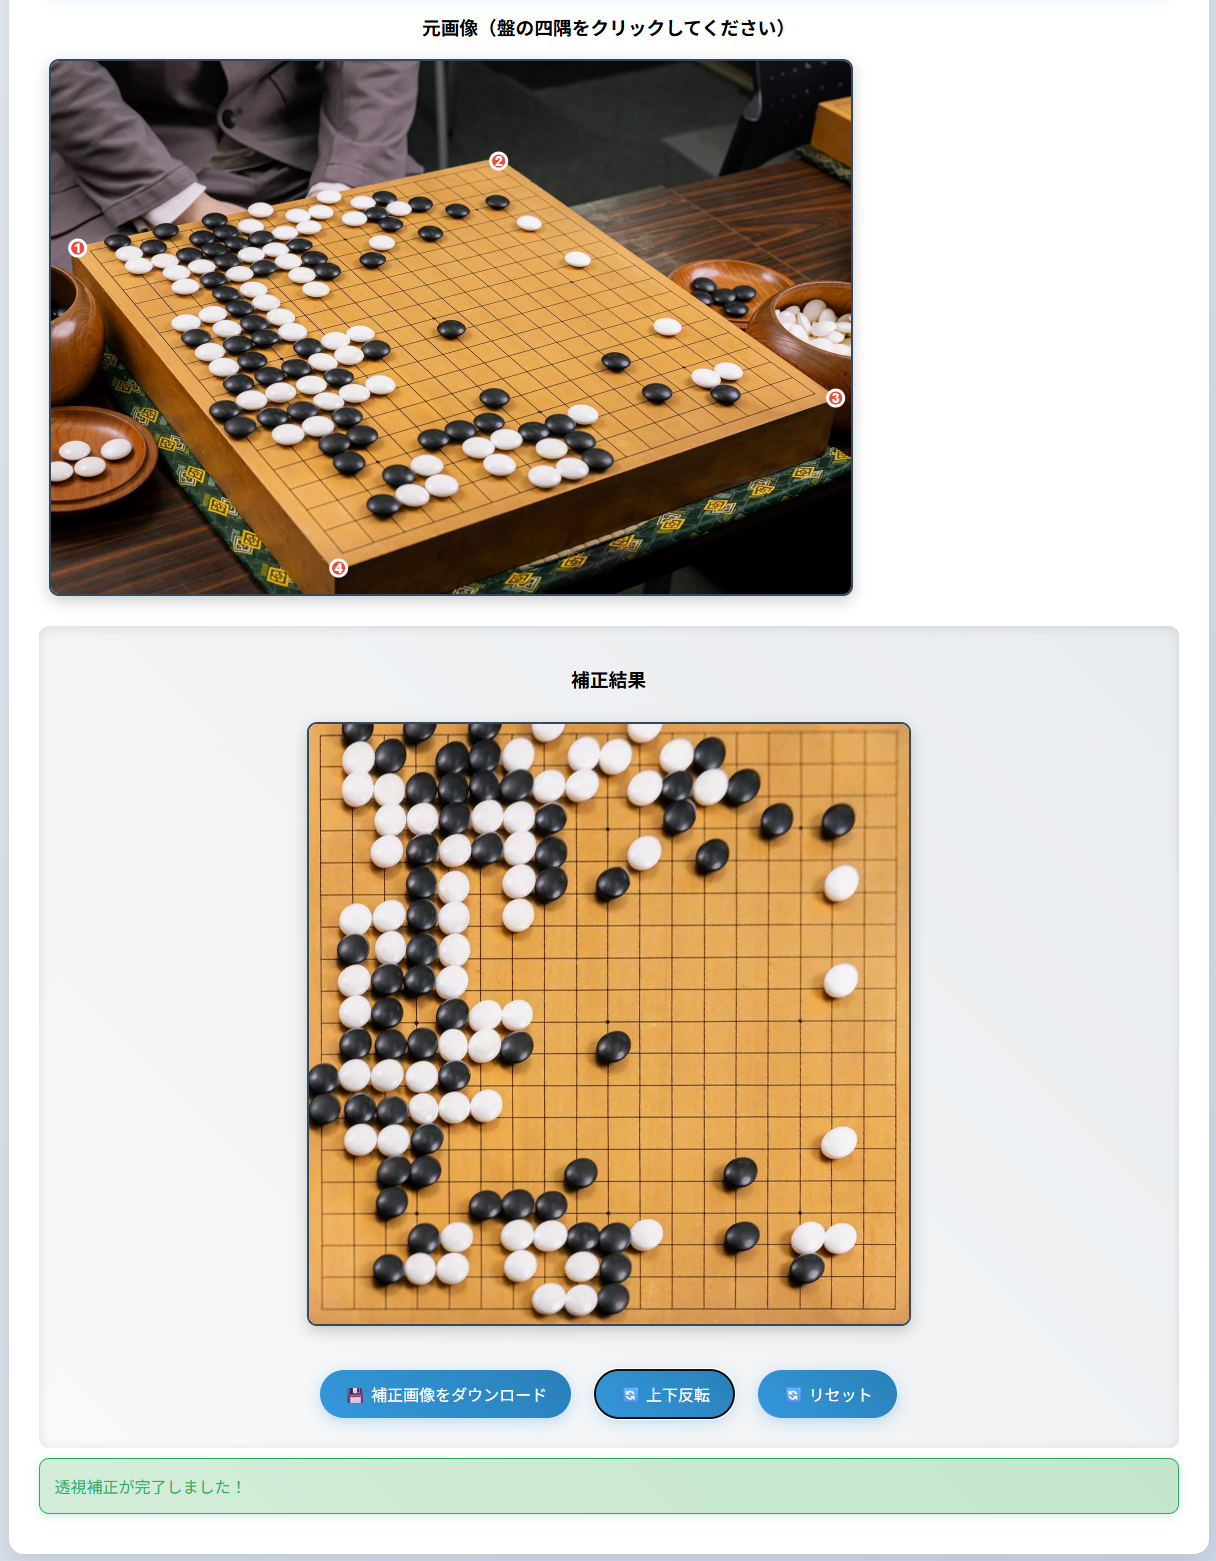 元画像（盤の四隅をクリックしてください）
1
2
3
4
補正結果
補正画像をダウンロード
上下反転
リセット
透視補正が完了しました！